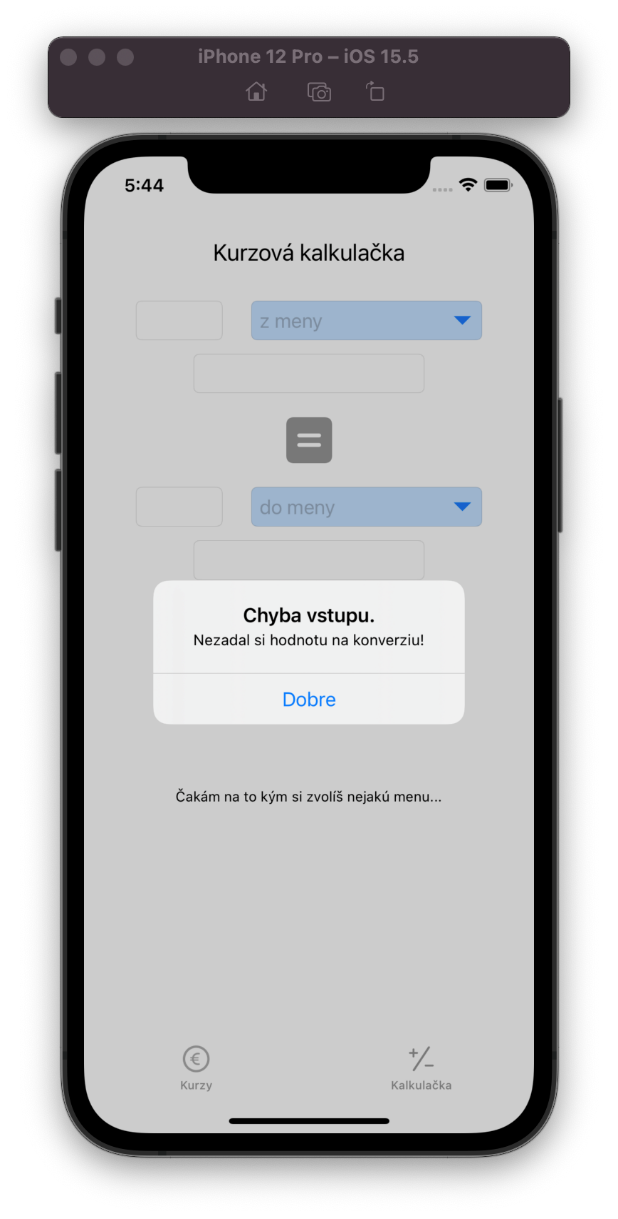 iPhone 12 Pro – iOS 15.5
5:44
Kurzová kalkulačka
z meny
do meny
Chyba vstupu.
Nezadal si hodnotu na konverziu!
Dobre
Čakám na to kým si zvolíš nejakú menu...
Kurzy
Kalkulačka